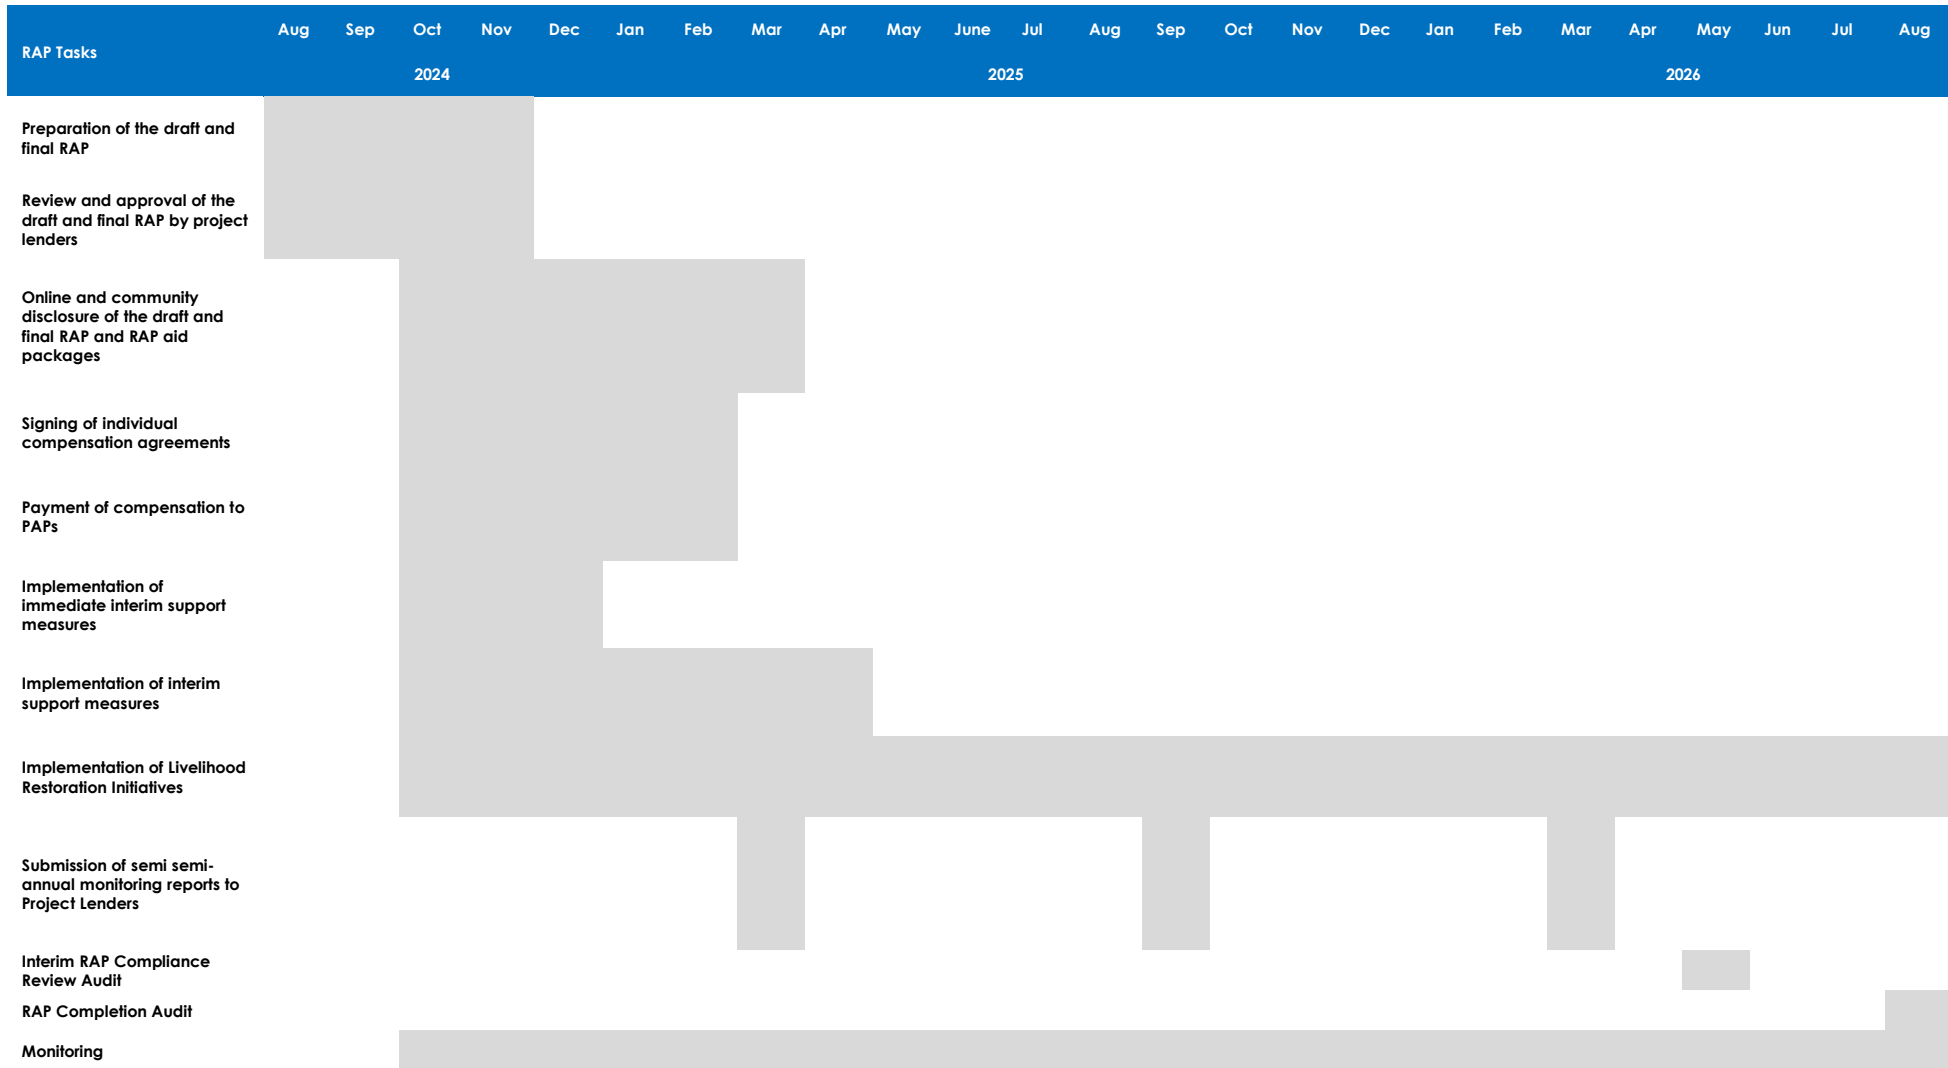 RAP Tasks
Aug Sep Oct Nov Dec Jan Feb Mar Apr May June Jul Aug Sep Oct Nov Dec Jan Feb Mar Apr May Jun Jul Aug
2024 2025 2026
Preparation of the draft and
final RAP
Review and approval of the
draft and final RAP by project
lenders
Online and community
disclosure of the draft and
final RAP and RAP aid
packages
Signing of individual
compensation agreements
Payment of compensation to
PAPs
Implementation of
immediate interim support
measures
Implementation of interim
support measures
Implementation of Livelihood
Restoration Initiatives
Submission of semi semi-
annual monitoring reports to
Project Lenders
Interim RAP Compliance
Review Audit
RAP Completion Audit
Monitoring